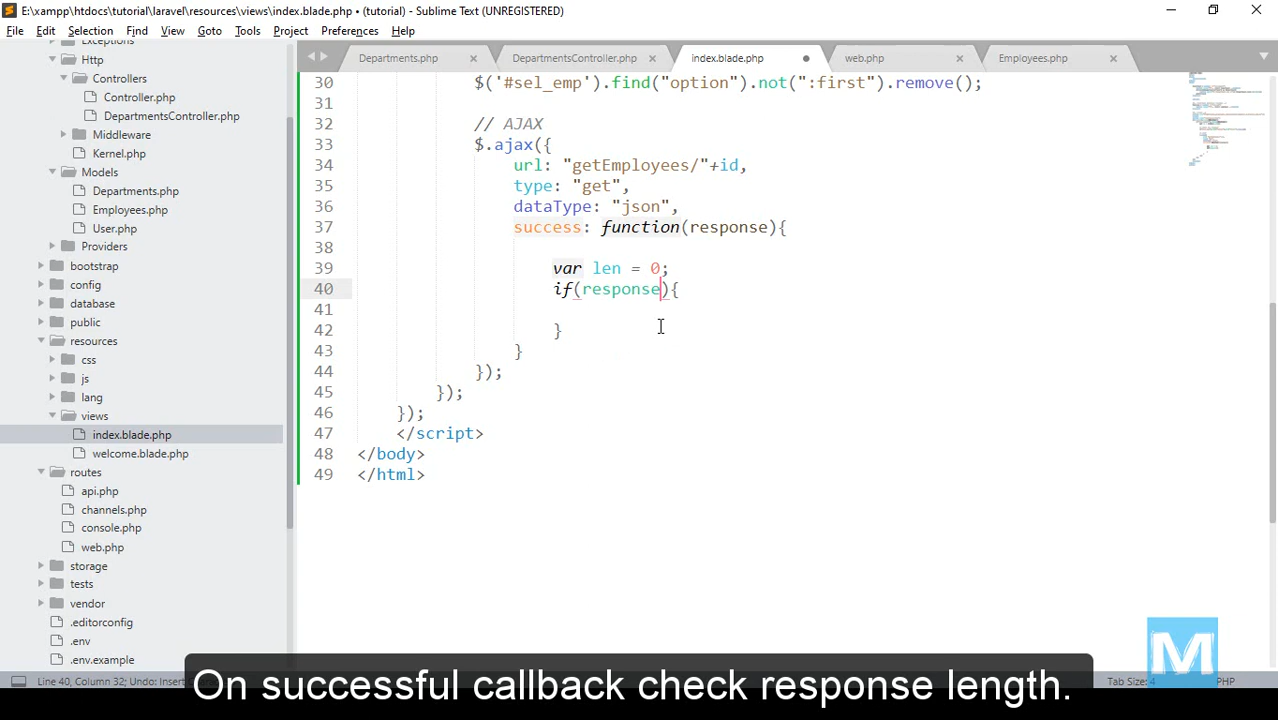 E:\xampp\htdocs\tutorial\laravel\resources\views\index.blade.php • (tutorial) - Sublime Text (UNREGISTERED)
File Edit Selection Find View Goto Tools Project Preferences Help
Departments.php DepartmentsController.php index.blade.php web.php Employees.php
Exceptions
Http
Controllers
Controller.php
DepartmentsController.php
Middleware
Kernel.php
Models
Departments.php
Employees.php
User.php
Providers
bootstrap
config
database
public
resources
css
js
lang
views
index.blade.php
welcome.blade.php
routes
api.php
channels.php
console.php
web.php
storage
tests
vendor
.editorconfig
.env
.env.example
30 $('#sel_emp').find("option").not(":first").remove();
31
32 // AJAX
33 $.ajax({
34 url: "getEmployees/"+id,
35 type: "get",
36 dataType: "json",
37 success: function(response){
38
39 var len = 0;
40 if(response){
41
42 }
43 }
44 });
45 });
46 });
47 </script>
48 </body>
49 </html>
M
Line 40, Column 32; Undo: Insert Tab Size: 4 PHP
On successful callback check response length.